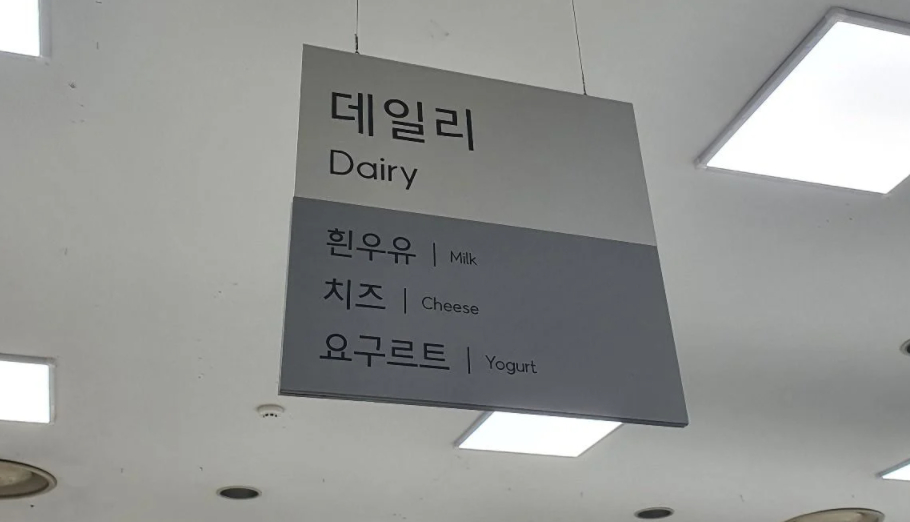 데일리
Dairy
흰우유 | Milk
치즈 | Cheese
요구르트 | Yogurt